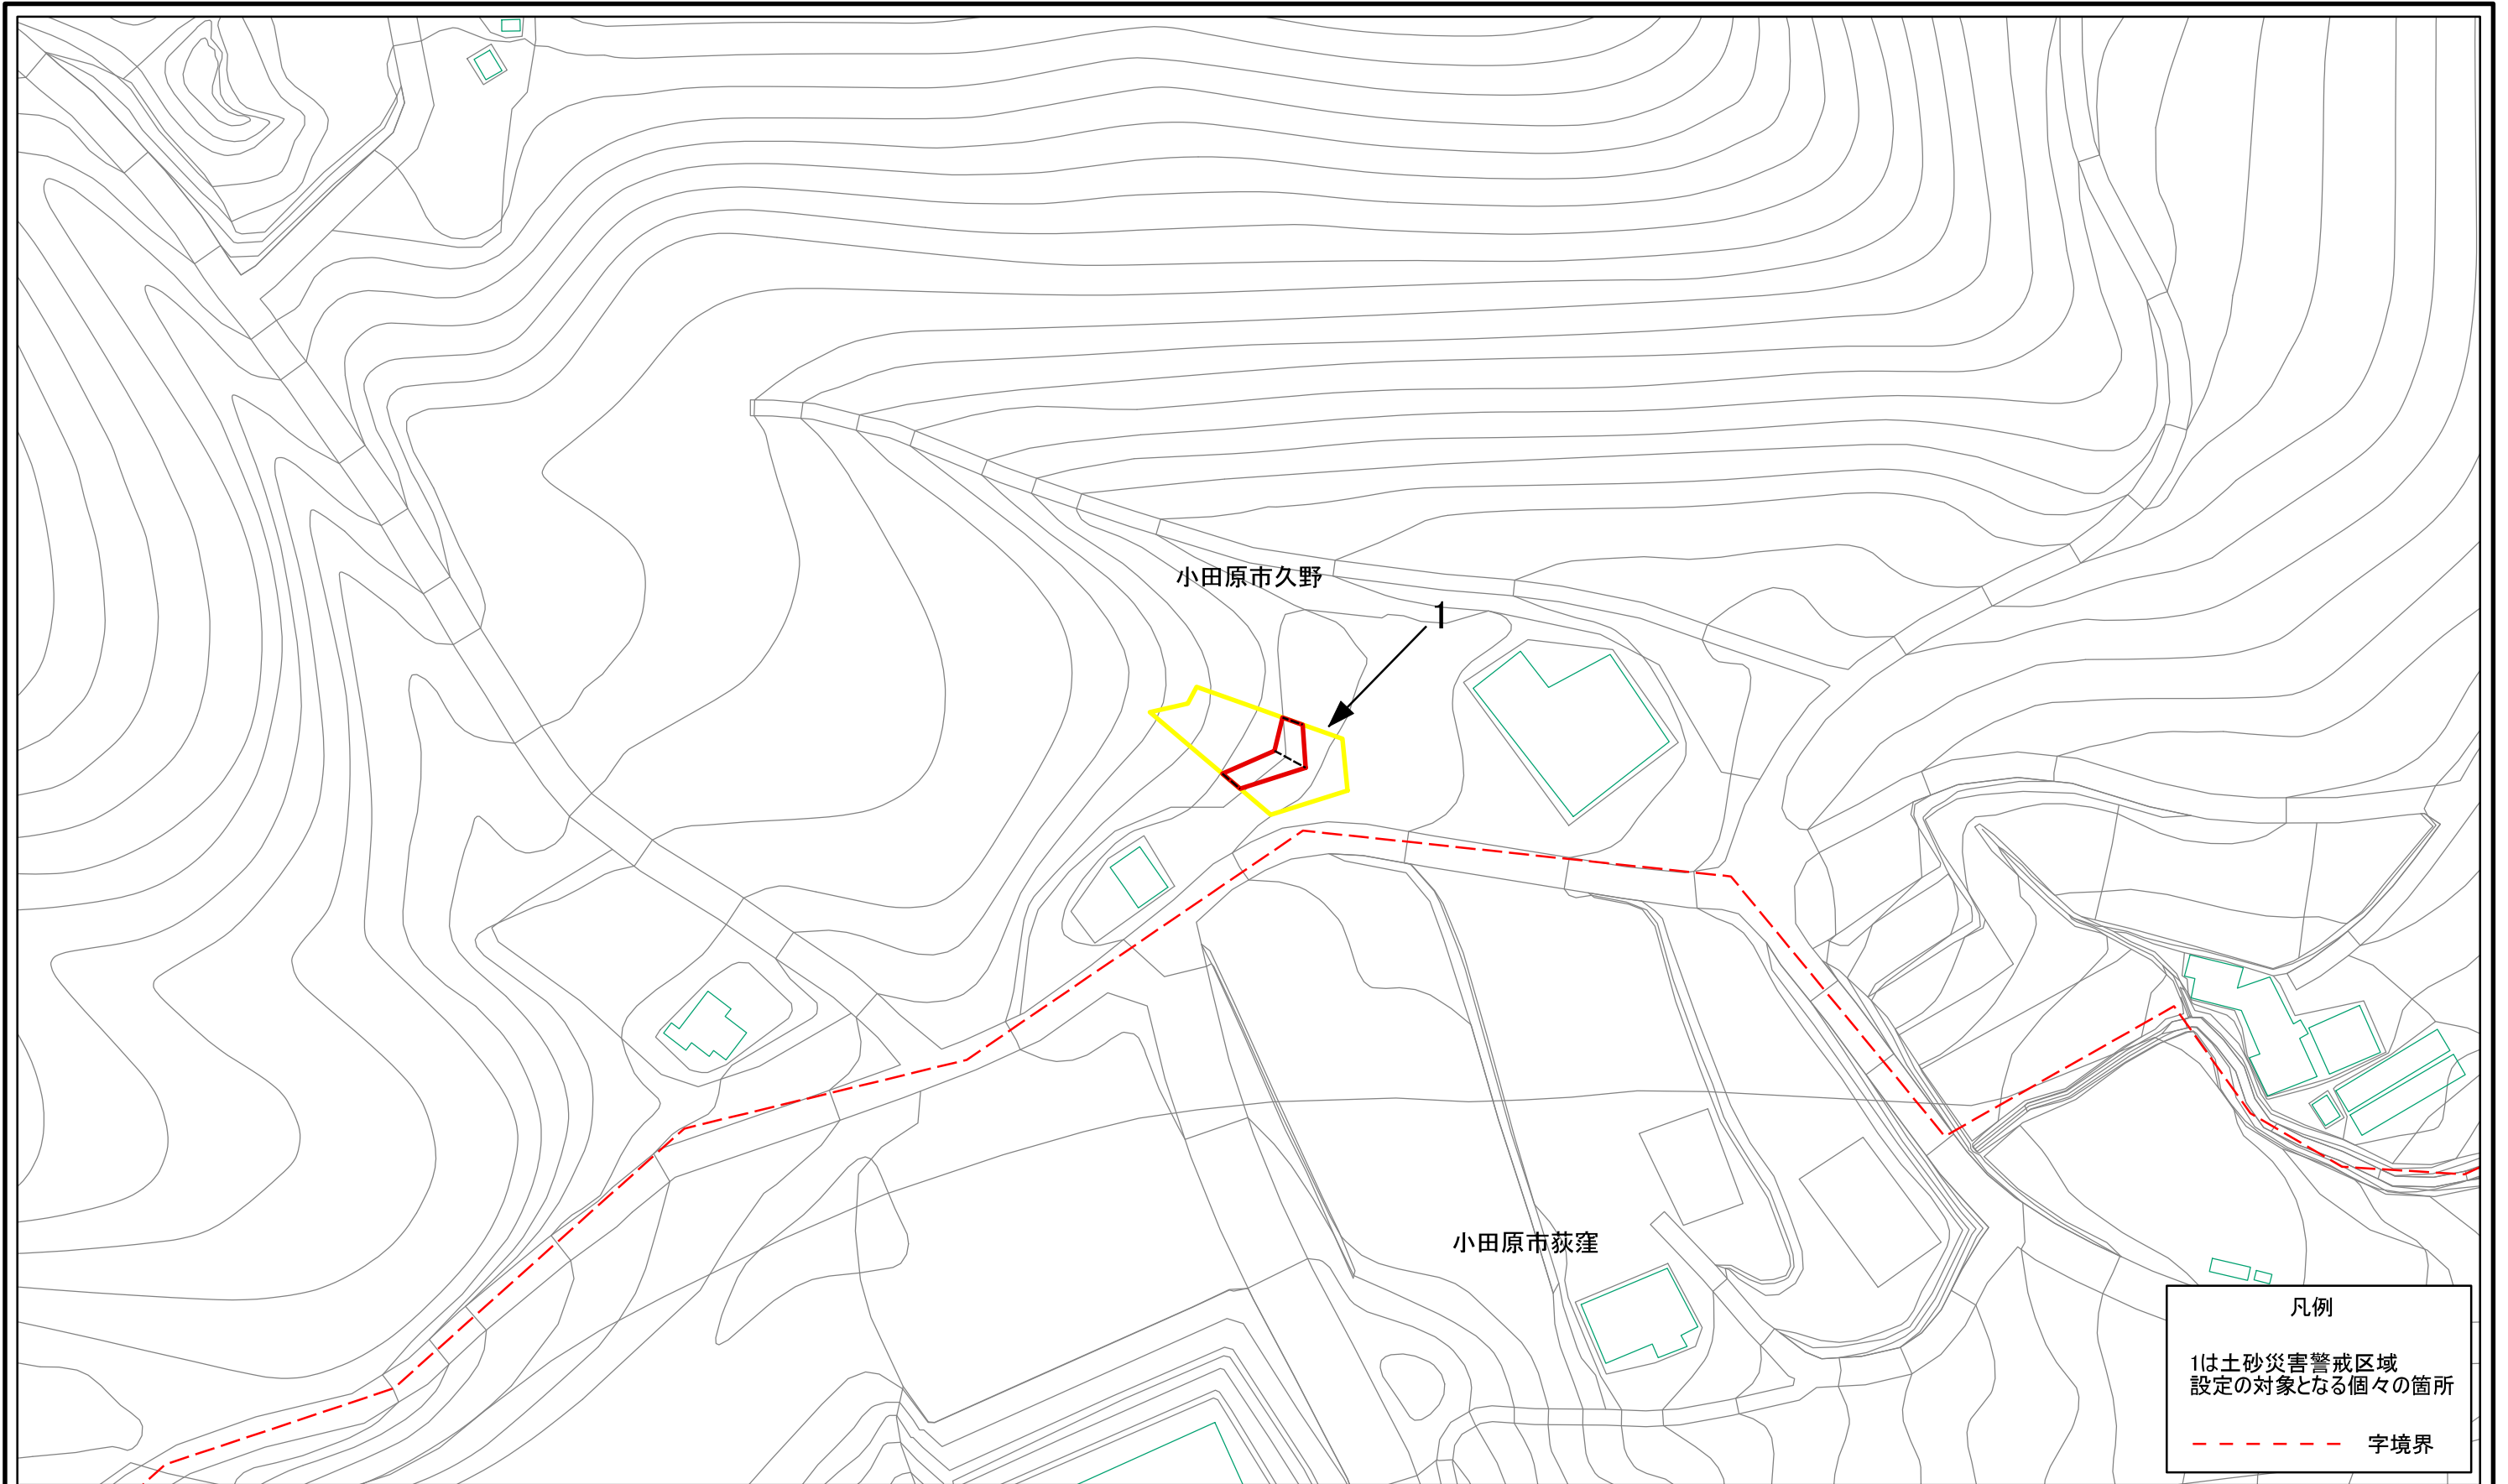 小田原市久野
1
小田原市荻窪
凡例
1は土砂災害警戒区域
設定の対象となる個々の箇所
字境界